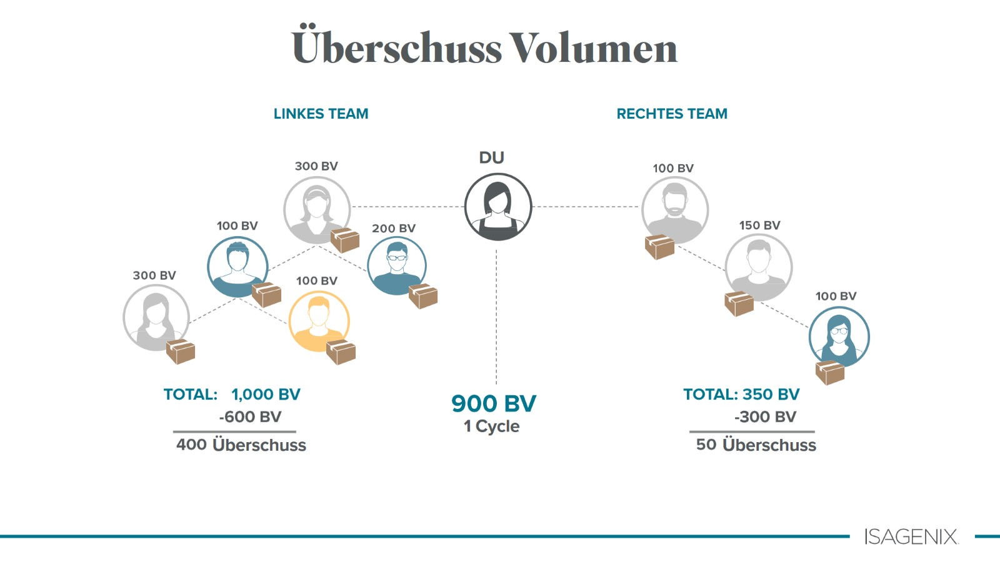 Überschuss Volumen
LINKES TEAM
RECHTES TEAM
DU
300 BV
100 BV
100 BV
200 BV
150 BV
300 BV
100 BV
100 BV
TOTAL: 1,000 BV
-600 BV
400 Überschuss
900 BV
1 Cycle
TOTAL: 350 BV
-300 BV
50 Überschuss
ISAGENIX